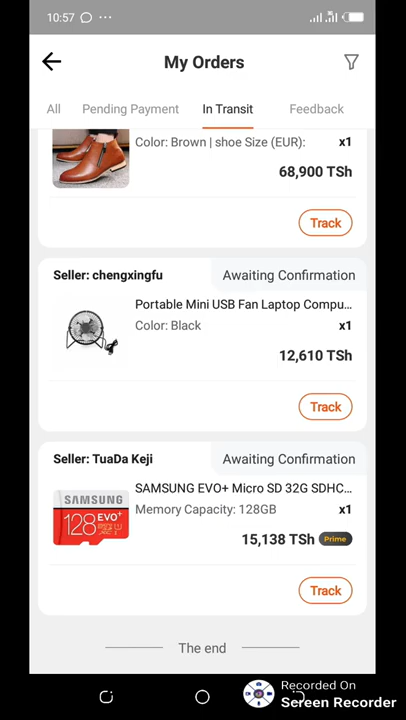 10:57
My Orders
All Pending Payment In Transit Feedback
Color: Brown | shoe Size (EUR): x1
68,900 TSh
Track
Seller: chengxingfu Awaiting Confirmation
Portable Mini USB Fan Laptop Compu...
Color: Black x1
12,610 TSh
Track
Seller: TuaDa Keji Awaiting Confirmation
SAMSUNG EVO+ Micro SD 32G SDHC...
SAMSUNG
128 EVO+
Memory Capacity: 128GB x1
15,138 TSh Prime
Track
The end
Recorded On
Screen Recorder